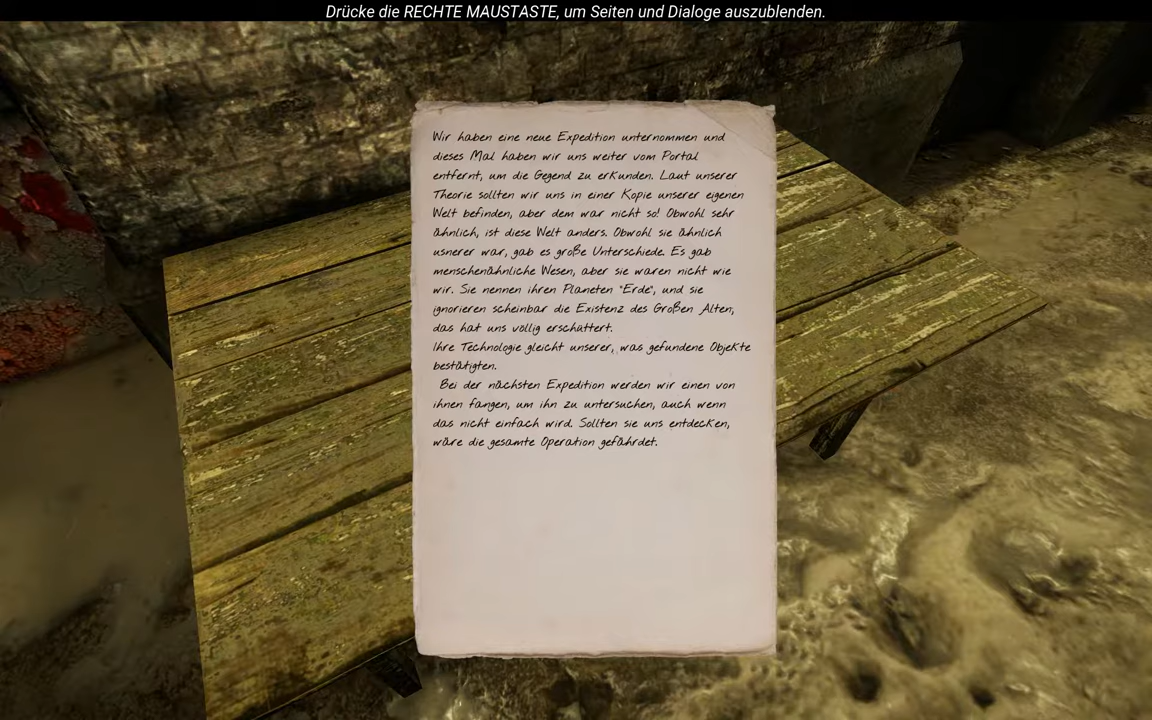 Drücke die RECHTE MAUSTASTE, um Seiten und Dialoge auszublenden.
Wir haben eine neue Expedition unternommen und
dieses Mal haben wir uns weiter vom Portal
entfernt, um die Gegend zu erkunden. Laut unserer
Theorie sollten wir uns in einer Kopie unserer eigenen
Welt befinden, aber dem war nicht so! Obwohl sehr
ähnlich, ist diese Welt anders. Obwohl sie ähnlich
usnerer war, gab es große Unterschiede. Es gab
menschenähnliche Wesen, aber sie waren nicht wie
wir. Sie nennen ihren Planeten "Erde", und sie
ignorieren scheinbar die Existenz des Großen Alten;
das hat uns völlig erschüttert.
Ihre Technologie gleicht unserer, was gefundene Objekte
bestätigten.
Bei der nächsten Expedition werden wir einen von
ihnen fangen, um ihn zu untersuchen, auch wenn
das nicht einfach wird. Sollten sie uns entdecken,
wäre die gesamte Operation gefährdet.